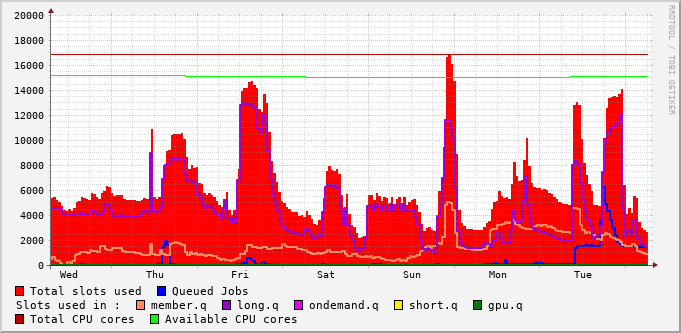 20000
18000
16000
14000
12000
10000
8000
6000
4000
2000
0
Wed Thu Fri Sat Sun Mon Tue
RRDTOOL / TOBI OETIKER
Total slots used Queued Jobs
Slots used in : member.q long.q ondemand.q short.q gpu.q
Total CPU cores Available CPU cores